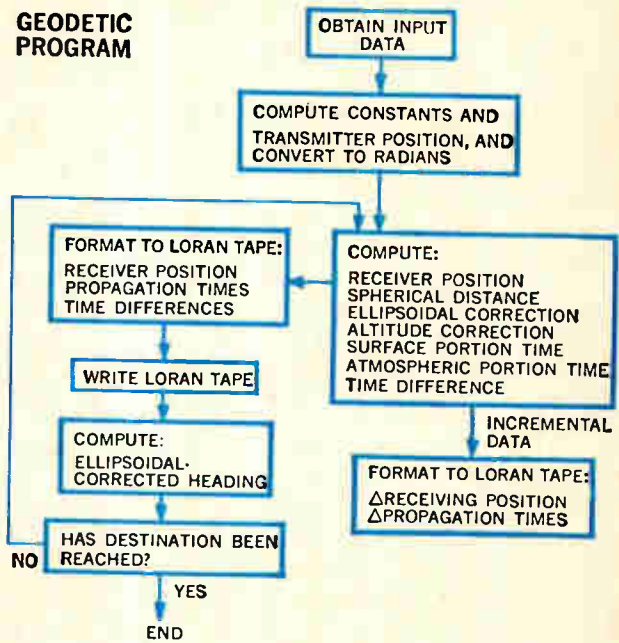 GEODETIC
PROGRAM
OBTAIN INPUT
DATA
COMPUTE CONSTANTS AND
TRANSMITTER POSITION, AND
CONVERT TO RADIANS
FORMAT TO LORAN TAPE:
RECEIVER POSITION
PROPAGATION TIMES
TIME DIFFERENCES
COMPUTE:
RECEIVER POSITION
SPHERICAL DISTANCE
ELLIPSOIDAL CORRECTION
ALTITUDE CORRECTION
SURFACE PORTION TIME
ATMOSPHERIC PORTION TIME
TIME DIFFERENCE
WRITE LORAN TAPE
COMPUTE:
ELLIPSOIDAL-
CORRECTED HEADING
INCREMENTAL
DATA
FORMAT TO LORAN TAPE:
△RECEIVING POSITION
△PROPAGATION TIMES
HAS DESTINATION BEEN
REACHED?
NO
YES
END